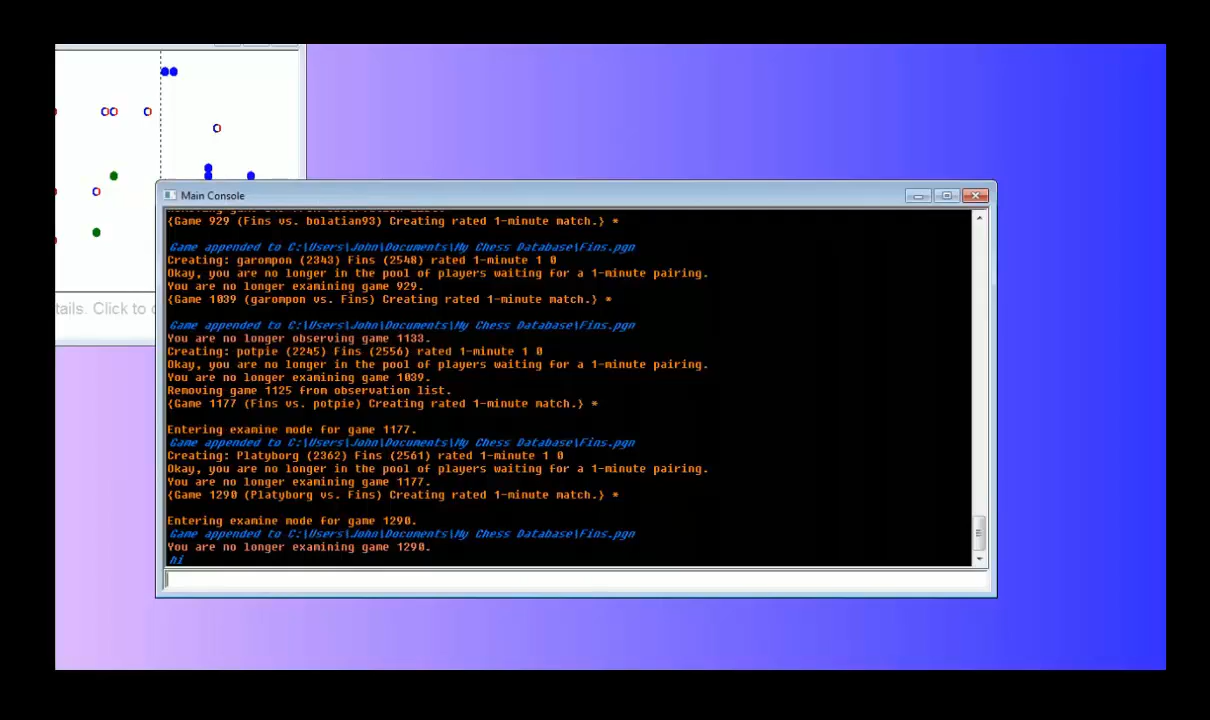 Main Console
{Game 929 (Fins vs. bolatian93) Creating rated 1-minute match.} *
Game appended to C:\Users\John\Documents\My Chess Database\Fins.pgn
Creating: garompon (2343) Fins (2548) rated 1-minute 1 0
Okay, you are no longer in the pool of players waiting for a 1-minute pairing.
You are no longer examining game 929.
{Game 1039 (garompon vs. Fins) Creating rated 1-minute match.} *
Game appended to C:\Users\John\Documents\My Chess Database\Fins.pgn
tails. Click to
You are no longer observing game 1133.
Creating: potpie (2245) Fins (2556) rated 1-minute 1 0
Okay, you are no longer in the pool of players waiting for a 1-minute pairing.
You are no longer examining game 1039.
Removing game 1125 from observation list.
{Game 1177 (Fins vs. potpie) Creating rated 1-minute match.} *
Entering examine mode for game 1177.
Game appended to C:\Users\John\Documents\My Chess Database\Fins.pgn
Creating: Platyborg (2362) Fins (2561) rated 1-minute 1 0
Okay, you are no longer in the pool of players waiting for a 1-minute pairing.
You are no longer examining game 1177.
{Game 1290 (Platyborg vs. Fins) Creating rated 1-minute match.} *
Entering examine mode for game 1290.
Game appended to C:\Users\John\Documents\My Chess Database\Fins.pgn
You are no longer examining game 1290.
hi